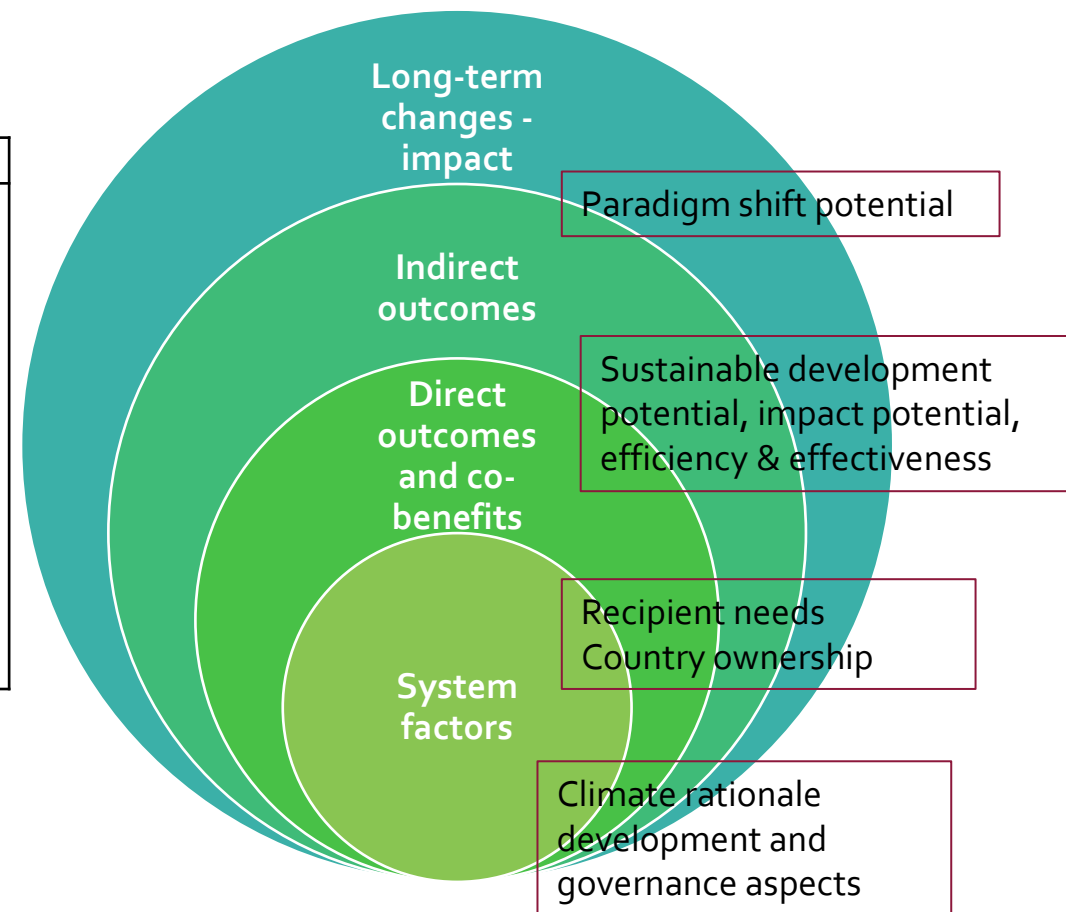 Long-term
changes -
impact
Paradigm shift potential
Indirect
outcomes
Sustainable development
potential, impact potential,
efficiency & effectiveness
Direct
outcomes
and co-
benefits
Recipient needs
Country ownership
System
factors
Climate rationale
development and
governance aspects